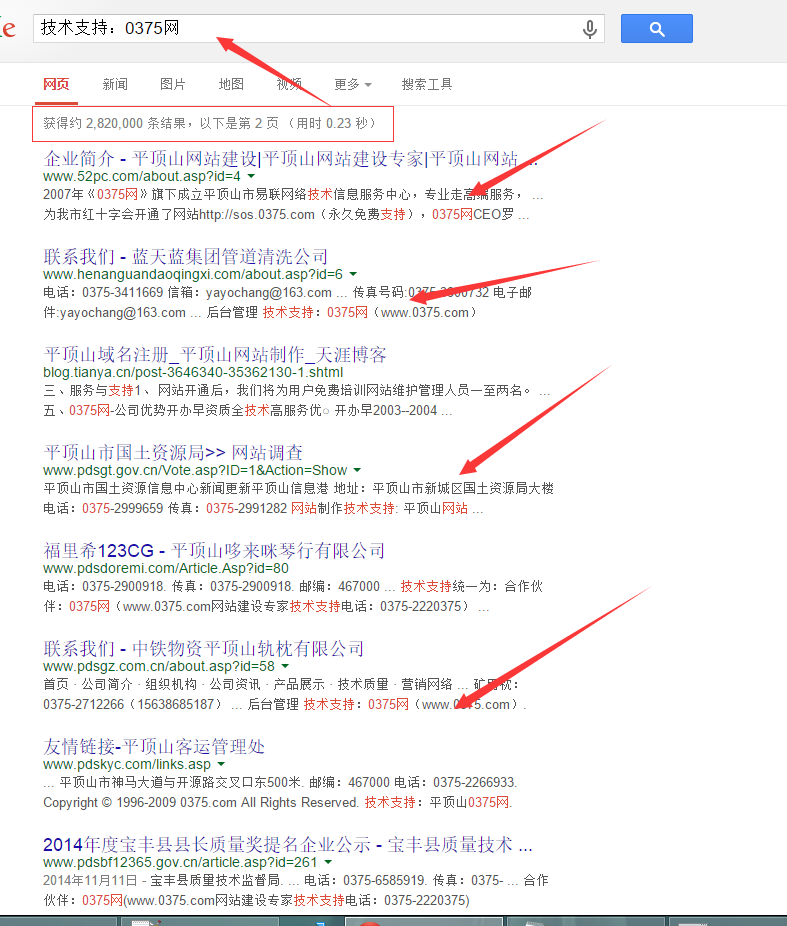 e 技术支持：0375网
网页 新闻 图片 地图 视频 更多 搜索工具
获得约 2,820,000 条结果，以下是第 2 页 （用时 0.23 秒）
企业简介 - 平顶山网站建设|平顶山网站建设专家|平顶山网站 ...
www.52pc.com/about.asp?id=4
2007年《0375网》旗下成立平顶山市易联网络技术信息服务中心，专业走高端服务， ...
为我市红十字会开通了网站http://sos.0375.com（永久免费支持），0375网CEO罗 ...
联系我们 - 蓝天蓝集团管道清洗公司
www.henanguandaoqingxi.com/about.asp?id=6
电话：0375-3411669 信箱：yayochang@163.com ... 传真号码:0375-3300732 电子邮
件:yayochang@163.com ... 后台管理 技术支持：0375网（www.0375.com）
平顶山域名注册_平顶山网站制作_天涯博客
blog.tianya.cn/post-3646340-35362130-1.shtml
三、服务与支持1、 网站开通后，我们将为用户免费培训网站维护管理人员一至两名。 ...
五、0375网-公司优势开办早资质全技术高服务优○ 开办早2003--2004 ...
平顶山市国土资源局>> 网站调查
www.pdsgt.gov.cn/Vote.asp?ID=1&Action=Show
平顶山市国土资源信息中心新闻更新平顶山信息港 地址：平顶山市新城区国土资源局大楼
电话：0375-2999659 传真：0375-2991282 网站制作技术支持: 平顶山网站 ...
福里希123CG - 平顶山哆来咪琴行有限公司
www.pdsdoremi.com/Article.Asp?id=80
电话：0375-2900918. 传真：0375-2900918. 邮编：467000 ... 技术支持统一为：合作伙
伴：0375网（www.0375.com网站建设专家技术支持电话：0375-2220375） ...
联系我们 - 中铁物资平顶山轨枕有限公司
www.pdsgz.com.cn/about.asp?id=58
首页 · 公司简介 · 组织机构 · 公司资讯 · 产品展示 · 技术质量 · 营销网络 ... 矿用枕：
0375-2712266（15638685187） ... 后台管理 技术支持：0375网（www.0375.com）.
友情链接-平顶山客运管理处
www.pdskyc.com/links.asp
... 平顶山市神马大道与开源路交叉口东500米. 邮编：467000 电话：0375-2266933.
Copyright © 1996-2009 0375.com All Rights Reserved. 技术支持：平顶山0375网.
2014年度宝丰县县长质量奖提名企业公示 - 宝丰县质量技术 ...
www.pdsbf12365.gov.cn/article.asp?id=261
2014年11月11日 - 宝丰县质量技术监督局. ... 电话：0375-6585919. 传真：0375- ... 合作
伙伴：0375网(www.0375.com网站建设专家技术支持电话：0375-2220375)